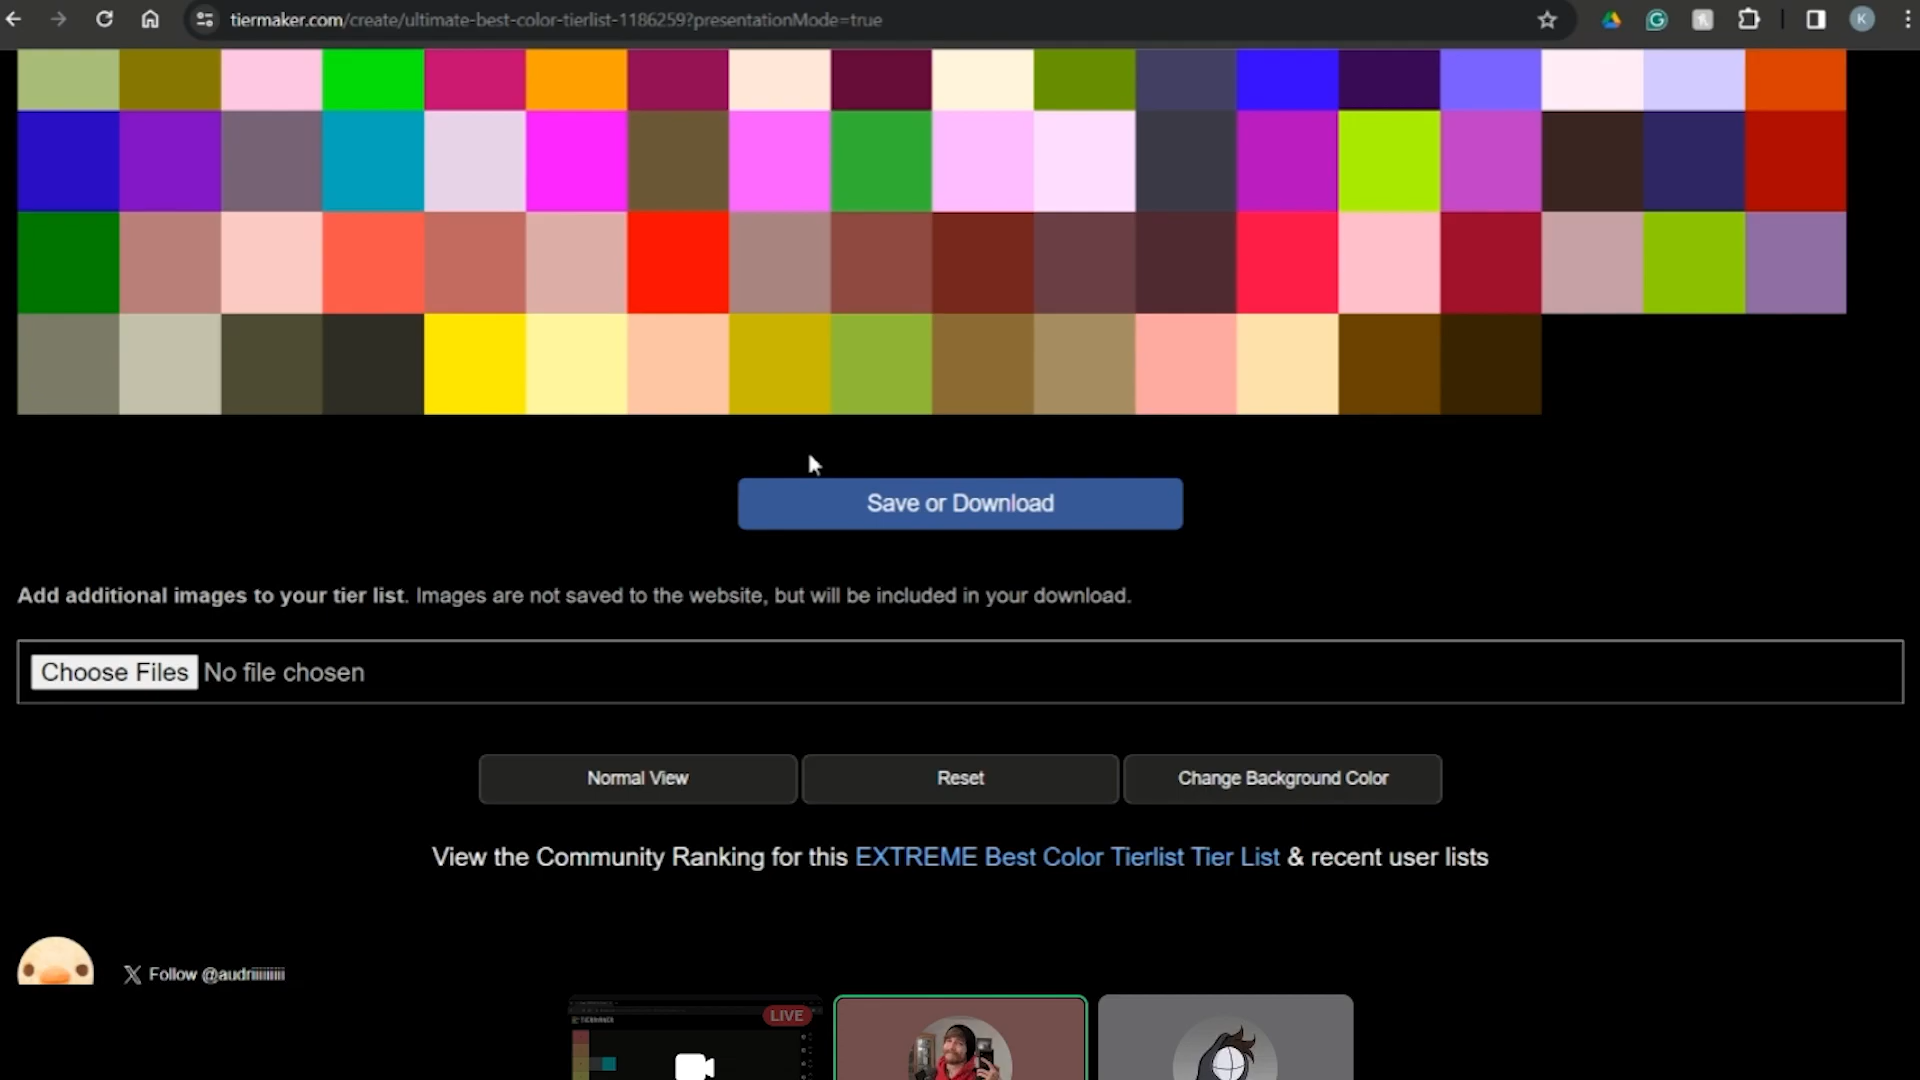 tiermaker.com/create/ultimate-best-color-tierlist-1186259?presentationMode=true
K
Save or Download
Add additional images to your tier list. Images are not saved to the website, but will be included in your download.
Choose Files No file chosen
Normal View
Reset
Change Background Color
View the Community Ranking for this EXTREME Best Color Tierlist Tier List & recent user lists
LIVE
TIERMAKER